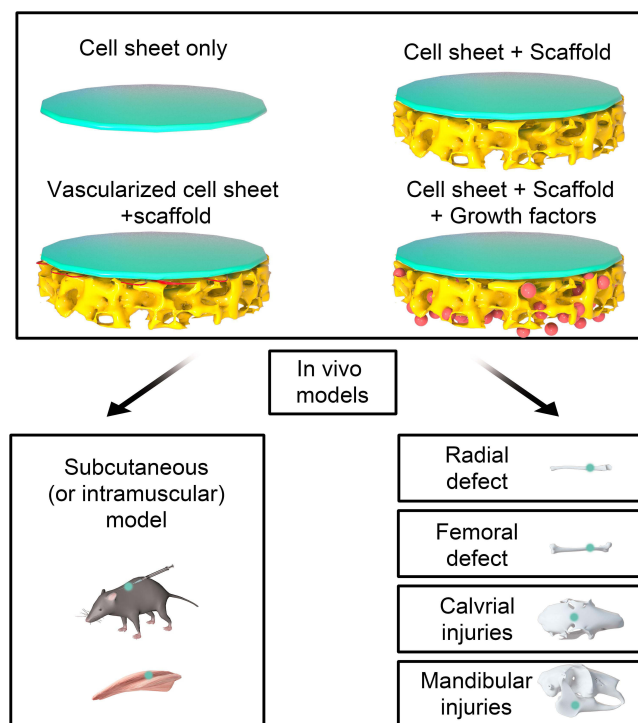 Cell sheet only
Cell sheet + Scaffold
Vascularized cell sheet
+scaffold
Cell sheet + Scaffold
+ Growth factors
In vivo
models
Subcutaneous
(or intramuscular)
model
Radial
defect
Femoral
defect
Calvrial
injuries
Mandibular
injuries